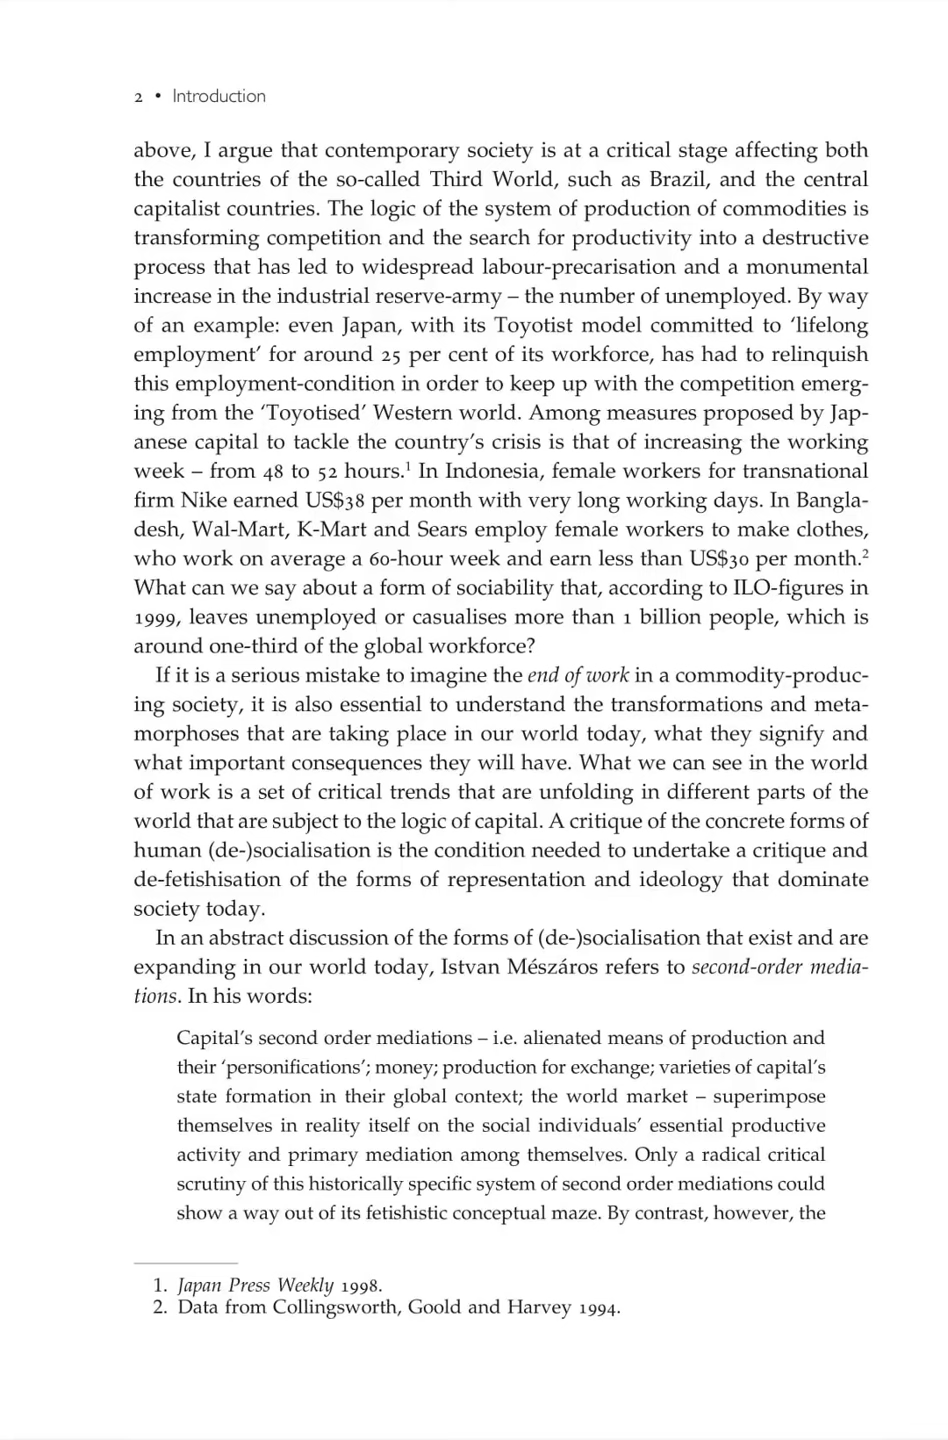 2 • Introduction
above, I argue that contemporary society is at a critical stage affecting both
the countries of the so-called Third World, such as Brazil, and the central
capitalist countries. The logic of the system of production of commodities is
transforming competition and the search for productivity into a destructive
process that has led to widespread labour-precarisation and a monumental
increase in the industrial reserve-army – the number of unemployed. By way
of an example: even Japan, with its Toyotist model committed to ‘lifelong
employment’ for around 25 per cent of its workforce, has had to relinquish
this employment-condition in order to keep up with the competition emerg-
ing from the ‘Toyotised’ Western world. Among measures proposed by Jap-
anese capital to tackle the country’s crisis is that of increasing the working
week – from 48 to 52 hours.¹ In Indonesia, female workers for transnational
firm Nike earned US$38 per month with very long working days. In Bangla-
desh, Wal-Mart, K-Mart and Sears employ female workers to make clothes,
who work on average a 60-hour week and earn less than US$30 per month.²
What can we say about a form of sociability that, according to ILO-figures in
1999, leaves unemployed or casualises more than 1 billion people, which is
around one-third of the global workforce?
If it is a serious mistake to imagine the end of work in a commodity-produc-
ing society, it is also essential to understand the transformations and meta-
morphoses that are taking place in our world today, what they signify and
what important consequences they will have. What we can see in the world
of work is a set of critical trends that are unfolding in different parts of the
world that are subject to the logic of capital. A critique of the concrete forms of
human (de-)socialisation is the condition needed to undertake a critique and
de-fetishisation of the forms of representation and ideology that dominate
society today.
In an abstract discussion of the forms of (de-)socialisation that exist and are
expanding in our world today, Istvan Mészáros refers to second-order media-
tions. In his words:
Capital’s second order mediations – i.e. alienated means of production and
their ‘personifications’; money; production for exchange; varieties of capital’s
state formation in their global context; the world market – superimpose
themselves in reality itself on the social individuals’ essential productive
activity and primary mediation among themselves. Only a radical critical
scrutiny of this historically specific system of second order mediations could
show a way out of its fetishistic conceptual maze. By contrast, however, the
1. Japan Press Weekly 1998.
2. Data from Collingsworth, Goold and Harvey 1994.